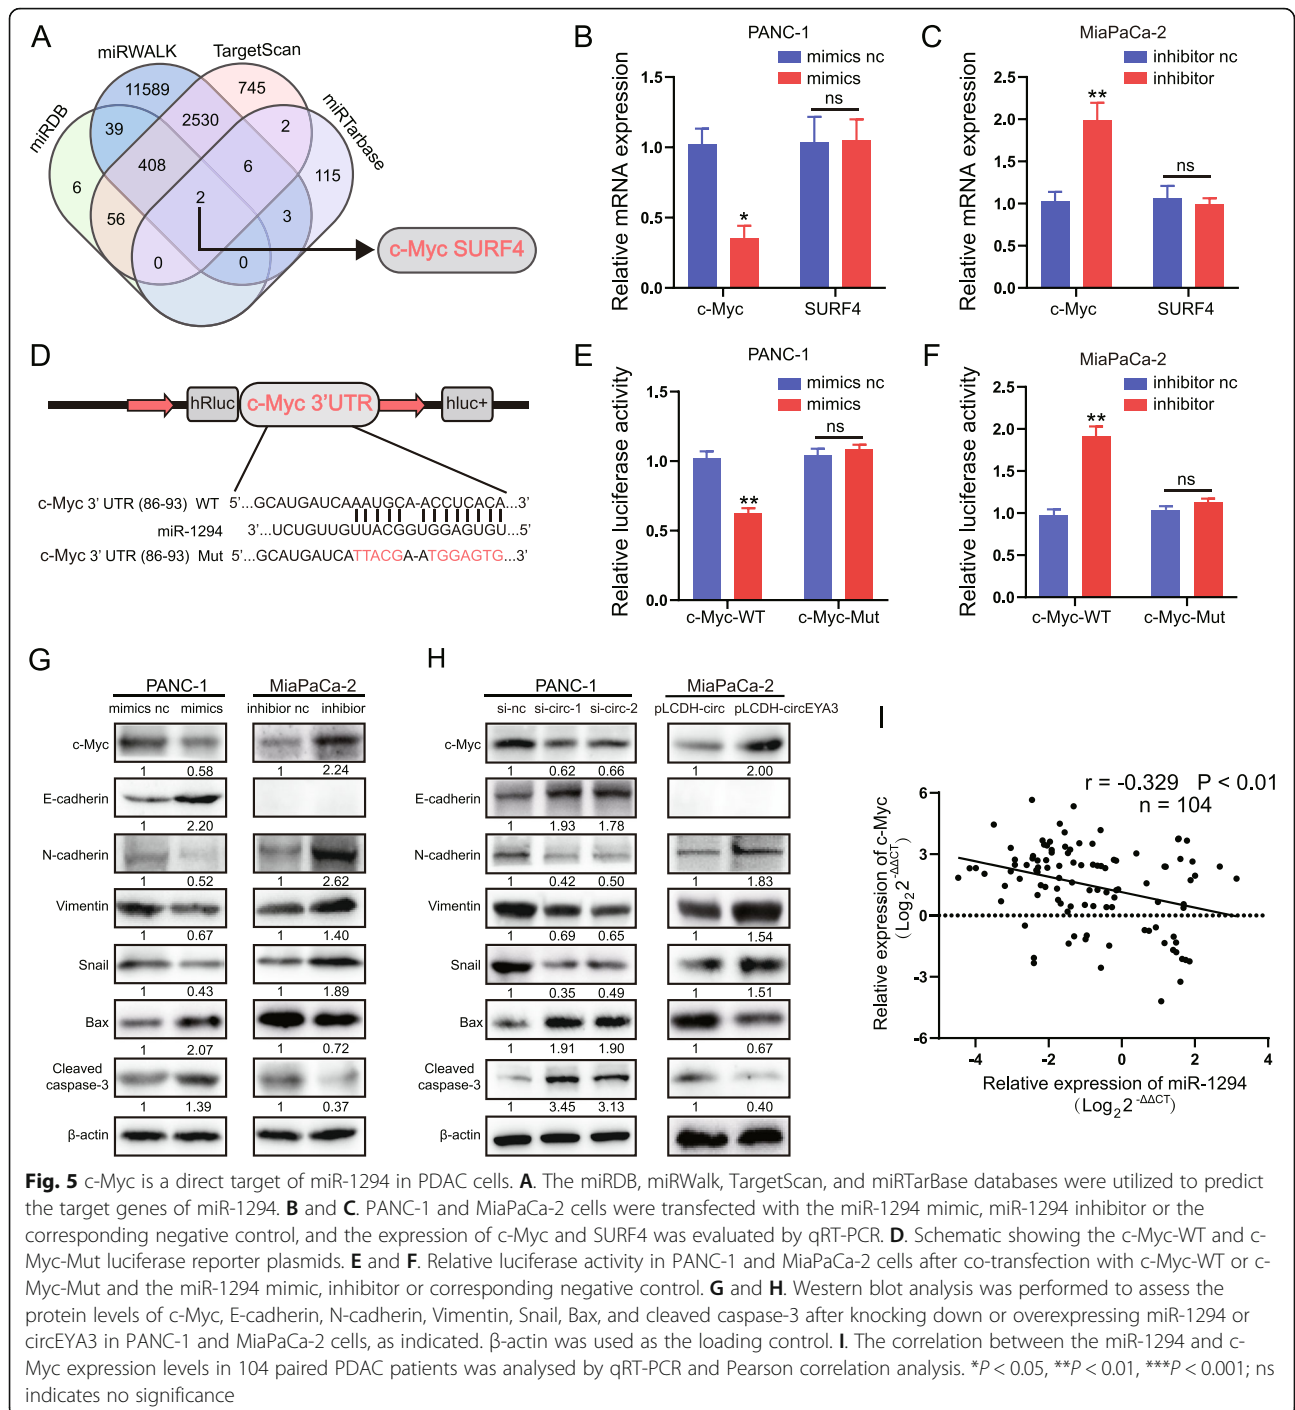 A
miRWALK
TargetScan
miRDB
miRTarbase
11589
745
39
2530
2
408
6
115
6
2
56
3
0
0
c-Myc SURF4
B
PANC-1
mimics nc
mimics
Relative mRNA expression
1.5
1.0
0.5
0.0
*
ns
c-Myc SURF4
C
MiaPaCa-2
inhibitor nc
inhibitor
Relative mRNA expression
2.5
2.0
1.5
1.0
0.5
0.0
**
ns
c-Myc SURF4
D
hRluc c-Myc 3'UTR hluc+
c-Myc 3' UTR (86-93) WT 5'...GCAUGAUCAAAUGCA-ACCUCACA...3'
miR-1294 3'...UCUGUUGUUACGGUGGAGUGU...5'
c-Myc 3' UTR (86-93) Mut 5'...GCAUGAUCATTACGA-ATGGAGTG...3'
E
PANC-1
mimics nc
mimics
Relative luciferase activity
1.5
1.0
0.5
0.0
**
ns
c-Myc-WT c-Myc-Mut
F
MiaPaCa-2
inhibitor nc
inhibitor
Relative luciferase activity
2.5
2.0
1.5
1.0
0.5
0.0
**
ns
c-Myc-WT c-Myc-Mut
G
PANC-1 MiaPaCa-2
mimics nc mimics inhibior nc inhibior
c-Myc
1 0.58 1 2.24
E-cadherin
1 2.20
N-cadherin
1 0.52 1 2.62
Vimentin
1 0.67 1 1.40
Snail
1 0.43 1 1.89
Bax
1 2.07 1 0.72
Cleaved
caspase-3
1 1.39 1 0.37
β-actin
H
PANC-1 MiaPaCa-2
si-nc si-circ-1 si-circ-2 pLCDH-circ pLCDH-circEYA3
c-Myc
1 0.62 0.66 1 2.00
E-cadherin
1 1.93 1.78
N-cadherin
1 0.42 0.50 1 1.83
Vimentin
1 0.69 0.65 1 1.54
Snail
1 0.35 0.49 1 1.51
Bax
1 1.91 1.90 1 0.67
Cleaved
caspase-3
1 3.45 3.13 1 0.40
β-actin
I
r = -0.329 P < 0.01
n = 104
Relative expression of c-Myc
(Log₂2^-ΔΔCT)
6
3
0
-3
-6
-4 -2 0 2 4
Relative expression of miR-1294
(Log₂2^-ΔΔCT)
Fig. 5 c-Myc is a direct target of miR-1294 in PDAC cells. A. The miRDB, miRWalk, TargetScan, and miRTarBase databases were utilized to predict
the target genes of miR-1294. B and C. PANC-1 and MiaPaCa-2 cells were transfected with the miR-1294 mimic, miR-1294 inhibitor or the
corresponding negative control, and the expression of c-Myc and SURF4 was evaluated by qRT-PCR. D. Schematic showing the c-Myc-WT and c-
Myc-Mut luciferase reporter plasmids. E and F. Relative luciferase activity in PANC-1 and MiaPaCa-2 cells after co-transfection with c-Myc-WT or c-
Myc-Mut and the miR-1294 mimic, inhibitor or corresponding negative control. G and H. Western blot analysis was performed to assess the
protein levels of c-Myc, E-cadherin, N-cadherin, Vimentin, Snail, Bax, and cleaved caspase-3 after knocking down or overexpressing miR-1294 or
circEYA3 in PANC-1 and MiaPaCa-2 cells, as indicated. β-actin was used as the loading control. I. The correlation between the miR-1294 and c-
Myc expression levels in 104 paired PDAC patients was analysed by qRT-PCR and Pearson correlation analysis. *P < 0.05, **P < 0.01, ***P < 0.001; ns
indicates no significance